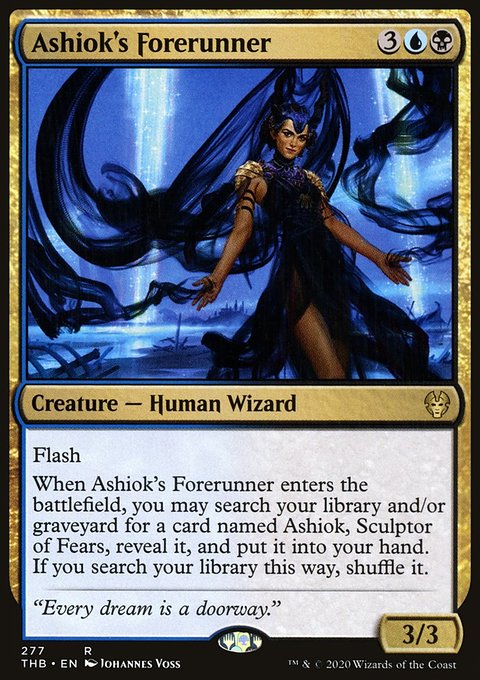 Ashiok's Forerunner 3
Creature — Human Wizard
Flash
When Ashiok's Forerunner enters the
battlefield, you may search your library and/or
graveyard for a card named Ashiok, Sculptor
of Fears, reveal it, and put it into your hand.
If you search your library this way, shuffle it.
“Every dream is a doorway.”
3/3
277 R
THB • EN Johannes Voss
™ & © 2020 Wizards of the Coast